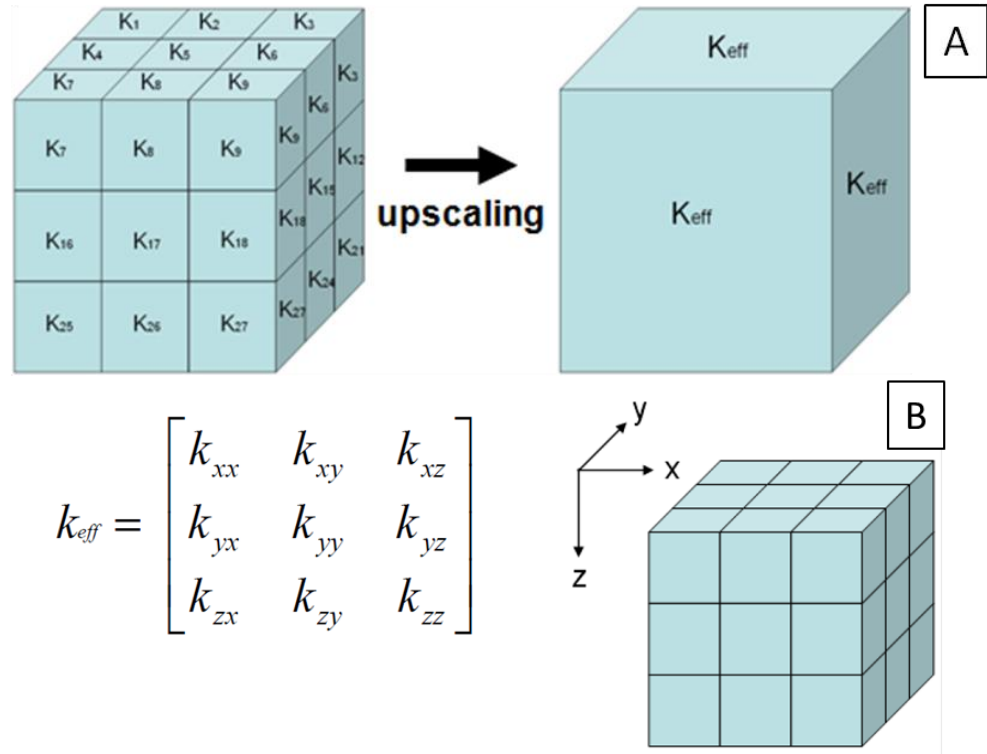 K₁ K₂ K₃
K₄ K₅ K₆
K₇ K₈ K₉
K₇ K₈ K₉ K₉ K₆ K₃
K₁₆ K₁₇ K₁₈ K₁₈ K₁₅ K₁₂
K₂₅ K₂₆ K₂₇ K₂₇ K₂₄ K₂₁
upscaling
Keff
Keff
Keff
A
keff = [kxx kxy kxz
kyx kyy kyz
kzx kzy kzz]
B
y
x
z